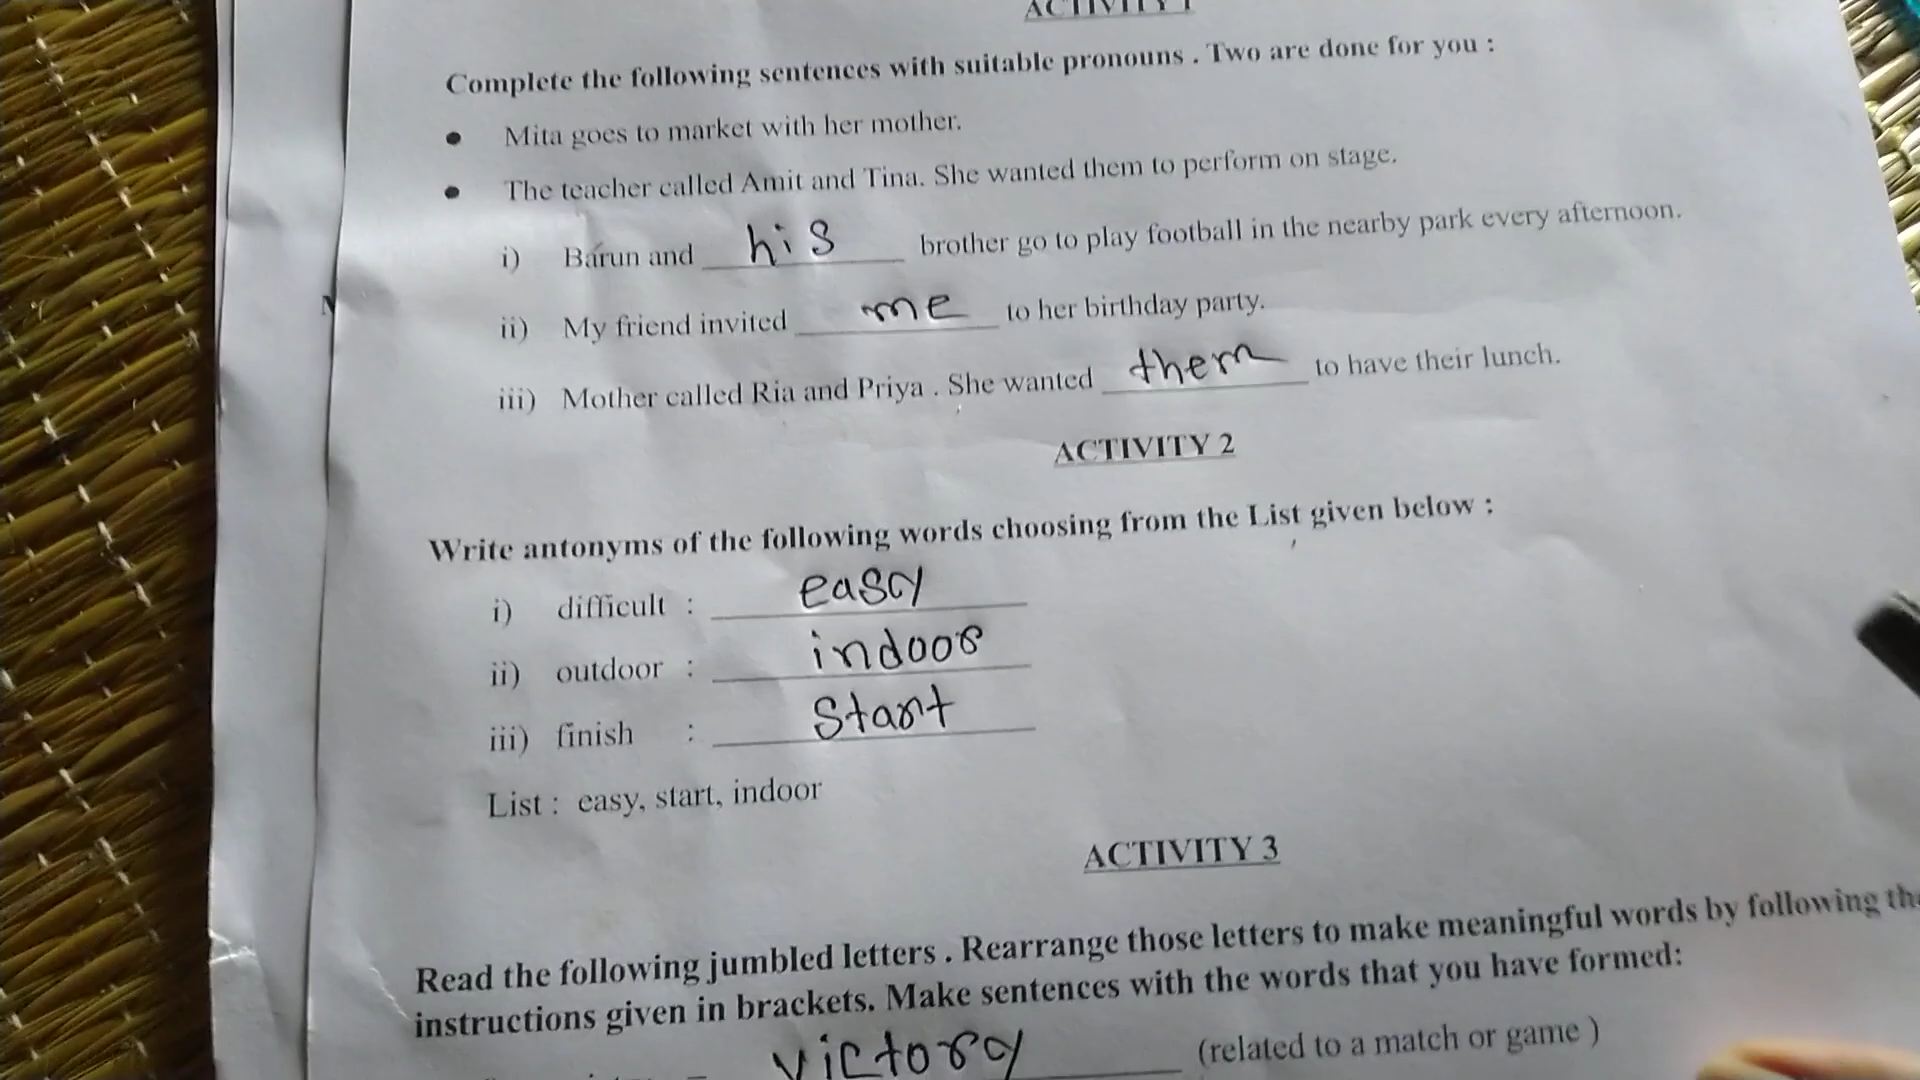 ACTIVITY 1
Complete the following sentences with suitable pronouns . Two are done for you :
• Mita goes to market with her mother.
• The teacher called Amit and Tina. She wanted them to perform on stage.
i) Barun and his brother go to play football in the nearby park every afternoon.
ii) My friend invited me to her birthday party.
iii) Mother called Ria and Priya . She wanted them to have their lunch.
ACTIVITY 2
Write antonyms of the following words choosing from the List given below :
i) difficult : easy
ii) outdoor : indoor
iii) finish : Start
List : easy, start, indoor
ACTIVITY 3
Read the following jumbled letters . Rearrange those letters to make meaningful words by following the
instructions given in brackets. Make sentences with the words that you have formed:
victory (related to a match or game )